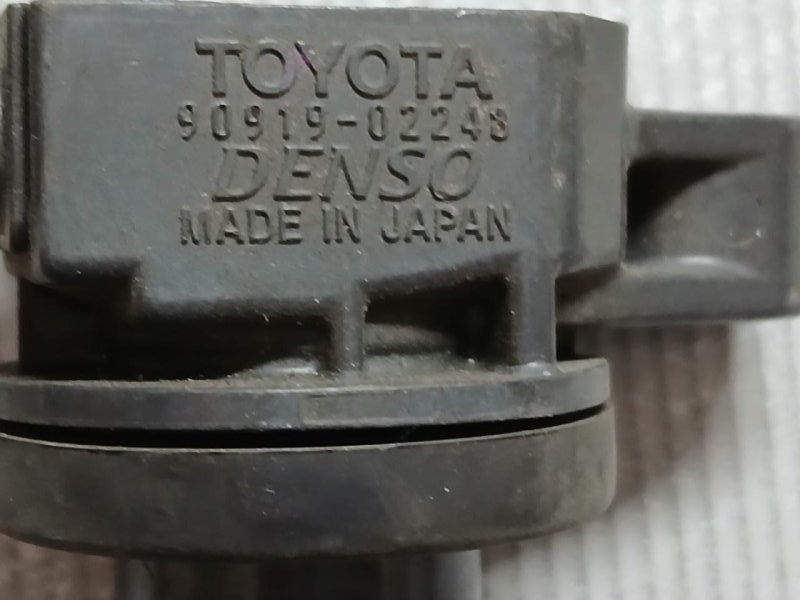 TOYOTA
90919-02248
DENSO
MADE IN JAPAN